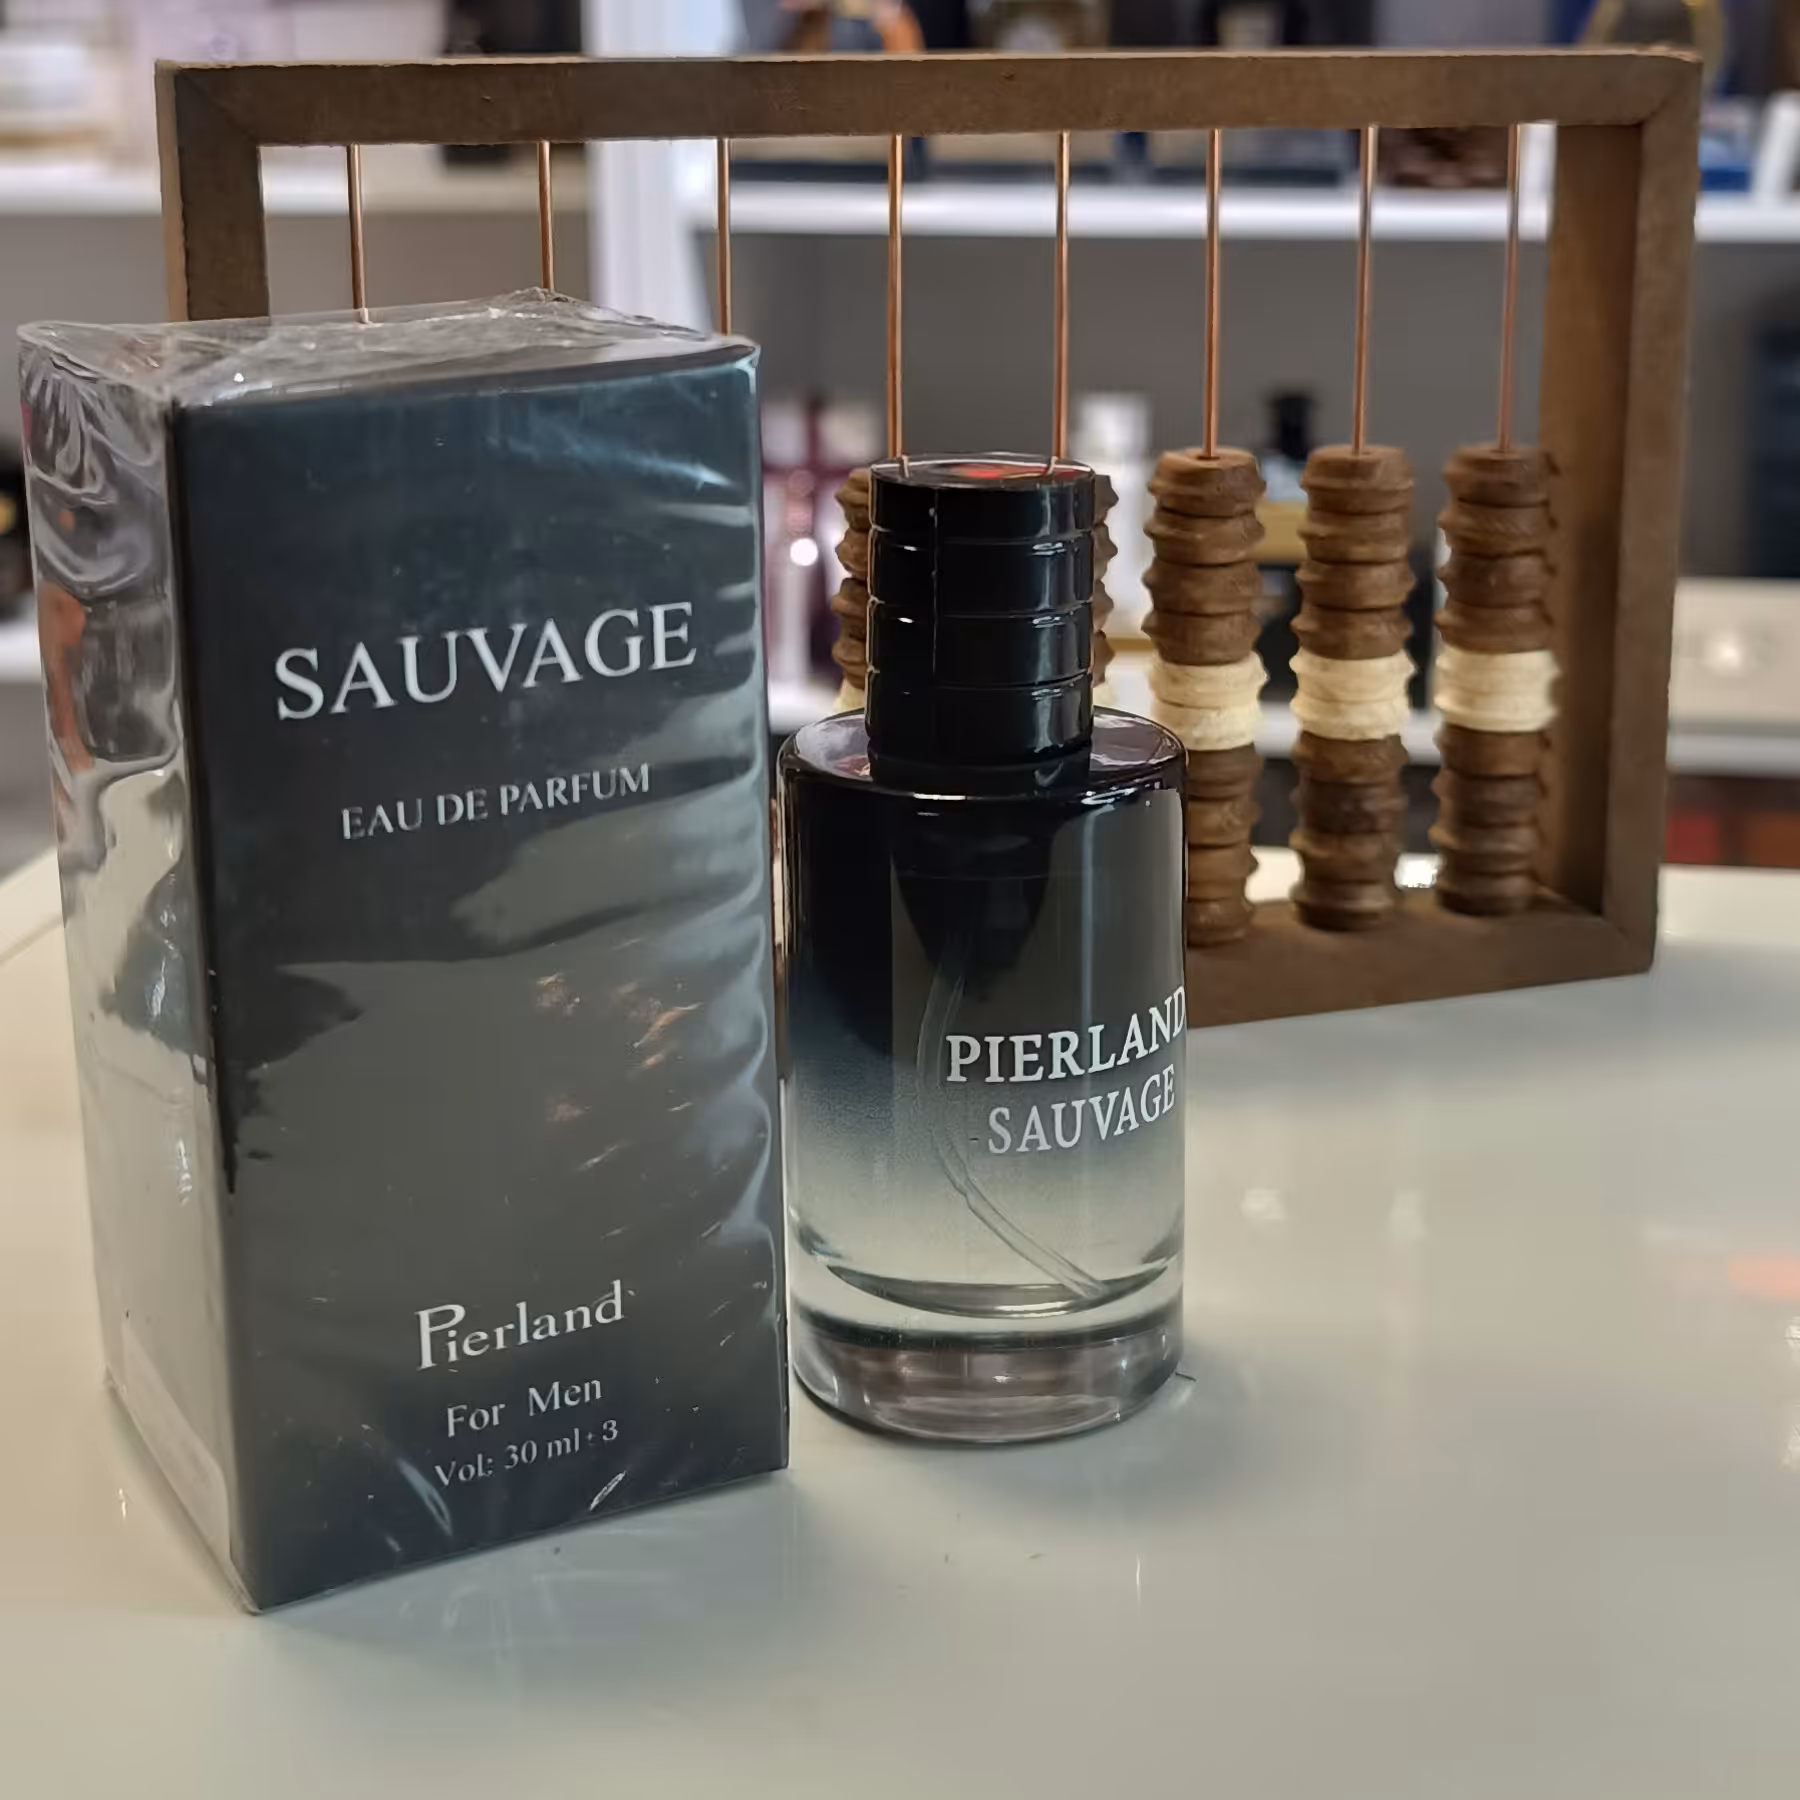 SAUVAGE
EAU DE PARFUM
Pierland
For Men
Vol: 30 ml ± 3
PIERLAND
SAUVAGE